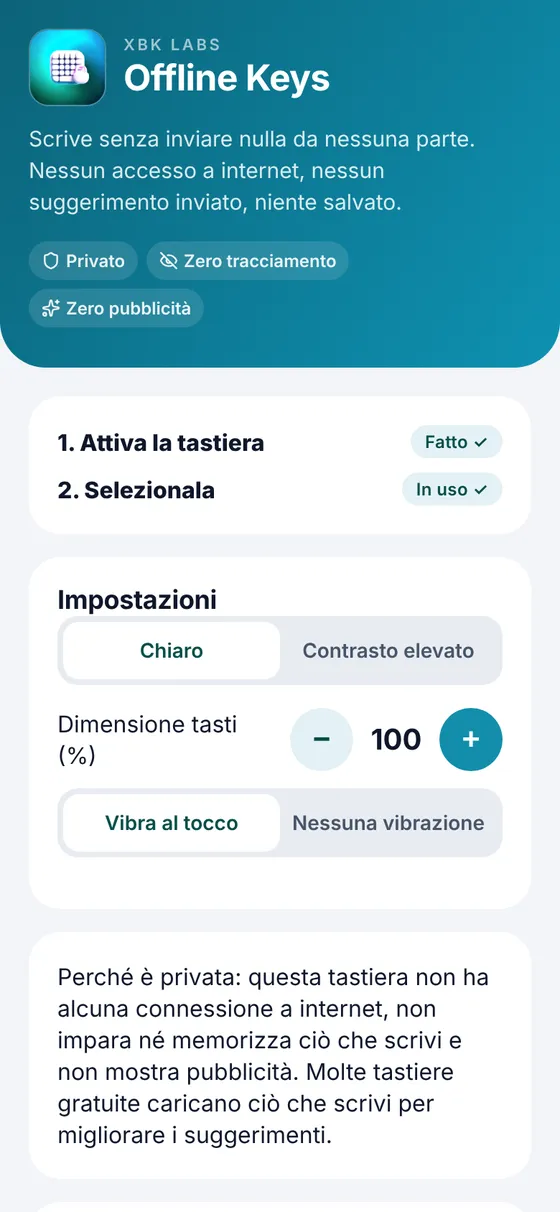 XBK LABS
Offline Keys
Scrive senza inviare nulla da nessuna parte.
Nessun accesso a internet, nessun
suggerimento inviato, niente salvato.
Privato
Zero tracciamento
Zero pubblicità
1. Attiva la tastiera
Fatto ✓
2. Selezionala
In uso ✓
Impostazioni
Chiaro
Contrasto elevato
Dimensione tasti
(%)
− 100 +
Vibra al tocco
Nessuna vibrazione
Perché è privata: questa tastiera non ha
alcuna connessione a internet, non
impara né memorizza ciò che scrivi e
non mostra pubblicità. Molte tastiere
gratuite caricano ciò che scrivi per
migliorare i suggerimenti.